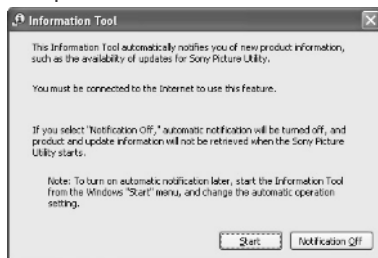 Information Tool
This Information Tool automatically notifies you of new product information,
such as the availability of updates for Sony Picture Utility.
You must be connected to the Internet to use this feature.
If you select "Notification Off," automatic notification will be turned off, and
product and update information will not be retrieved when the Sony Picture
Utility starts.
Note: To turn on automatic notification later, start the Information Tool
from the Windows "Start" menu, and change the automatic operation
setting.
Start Notification Off